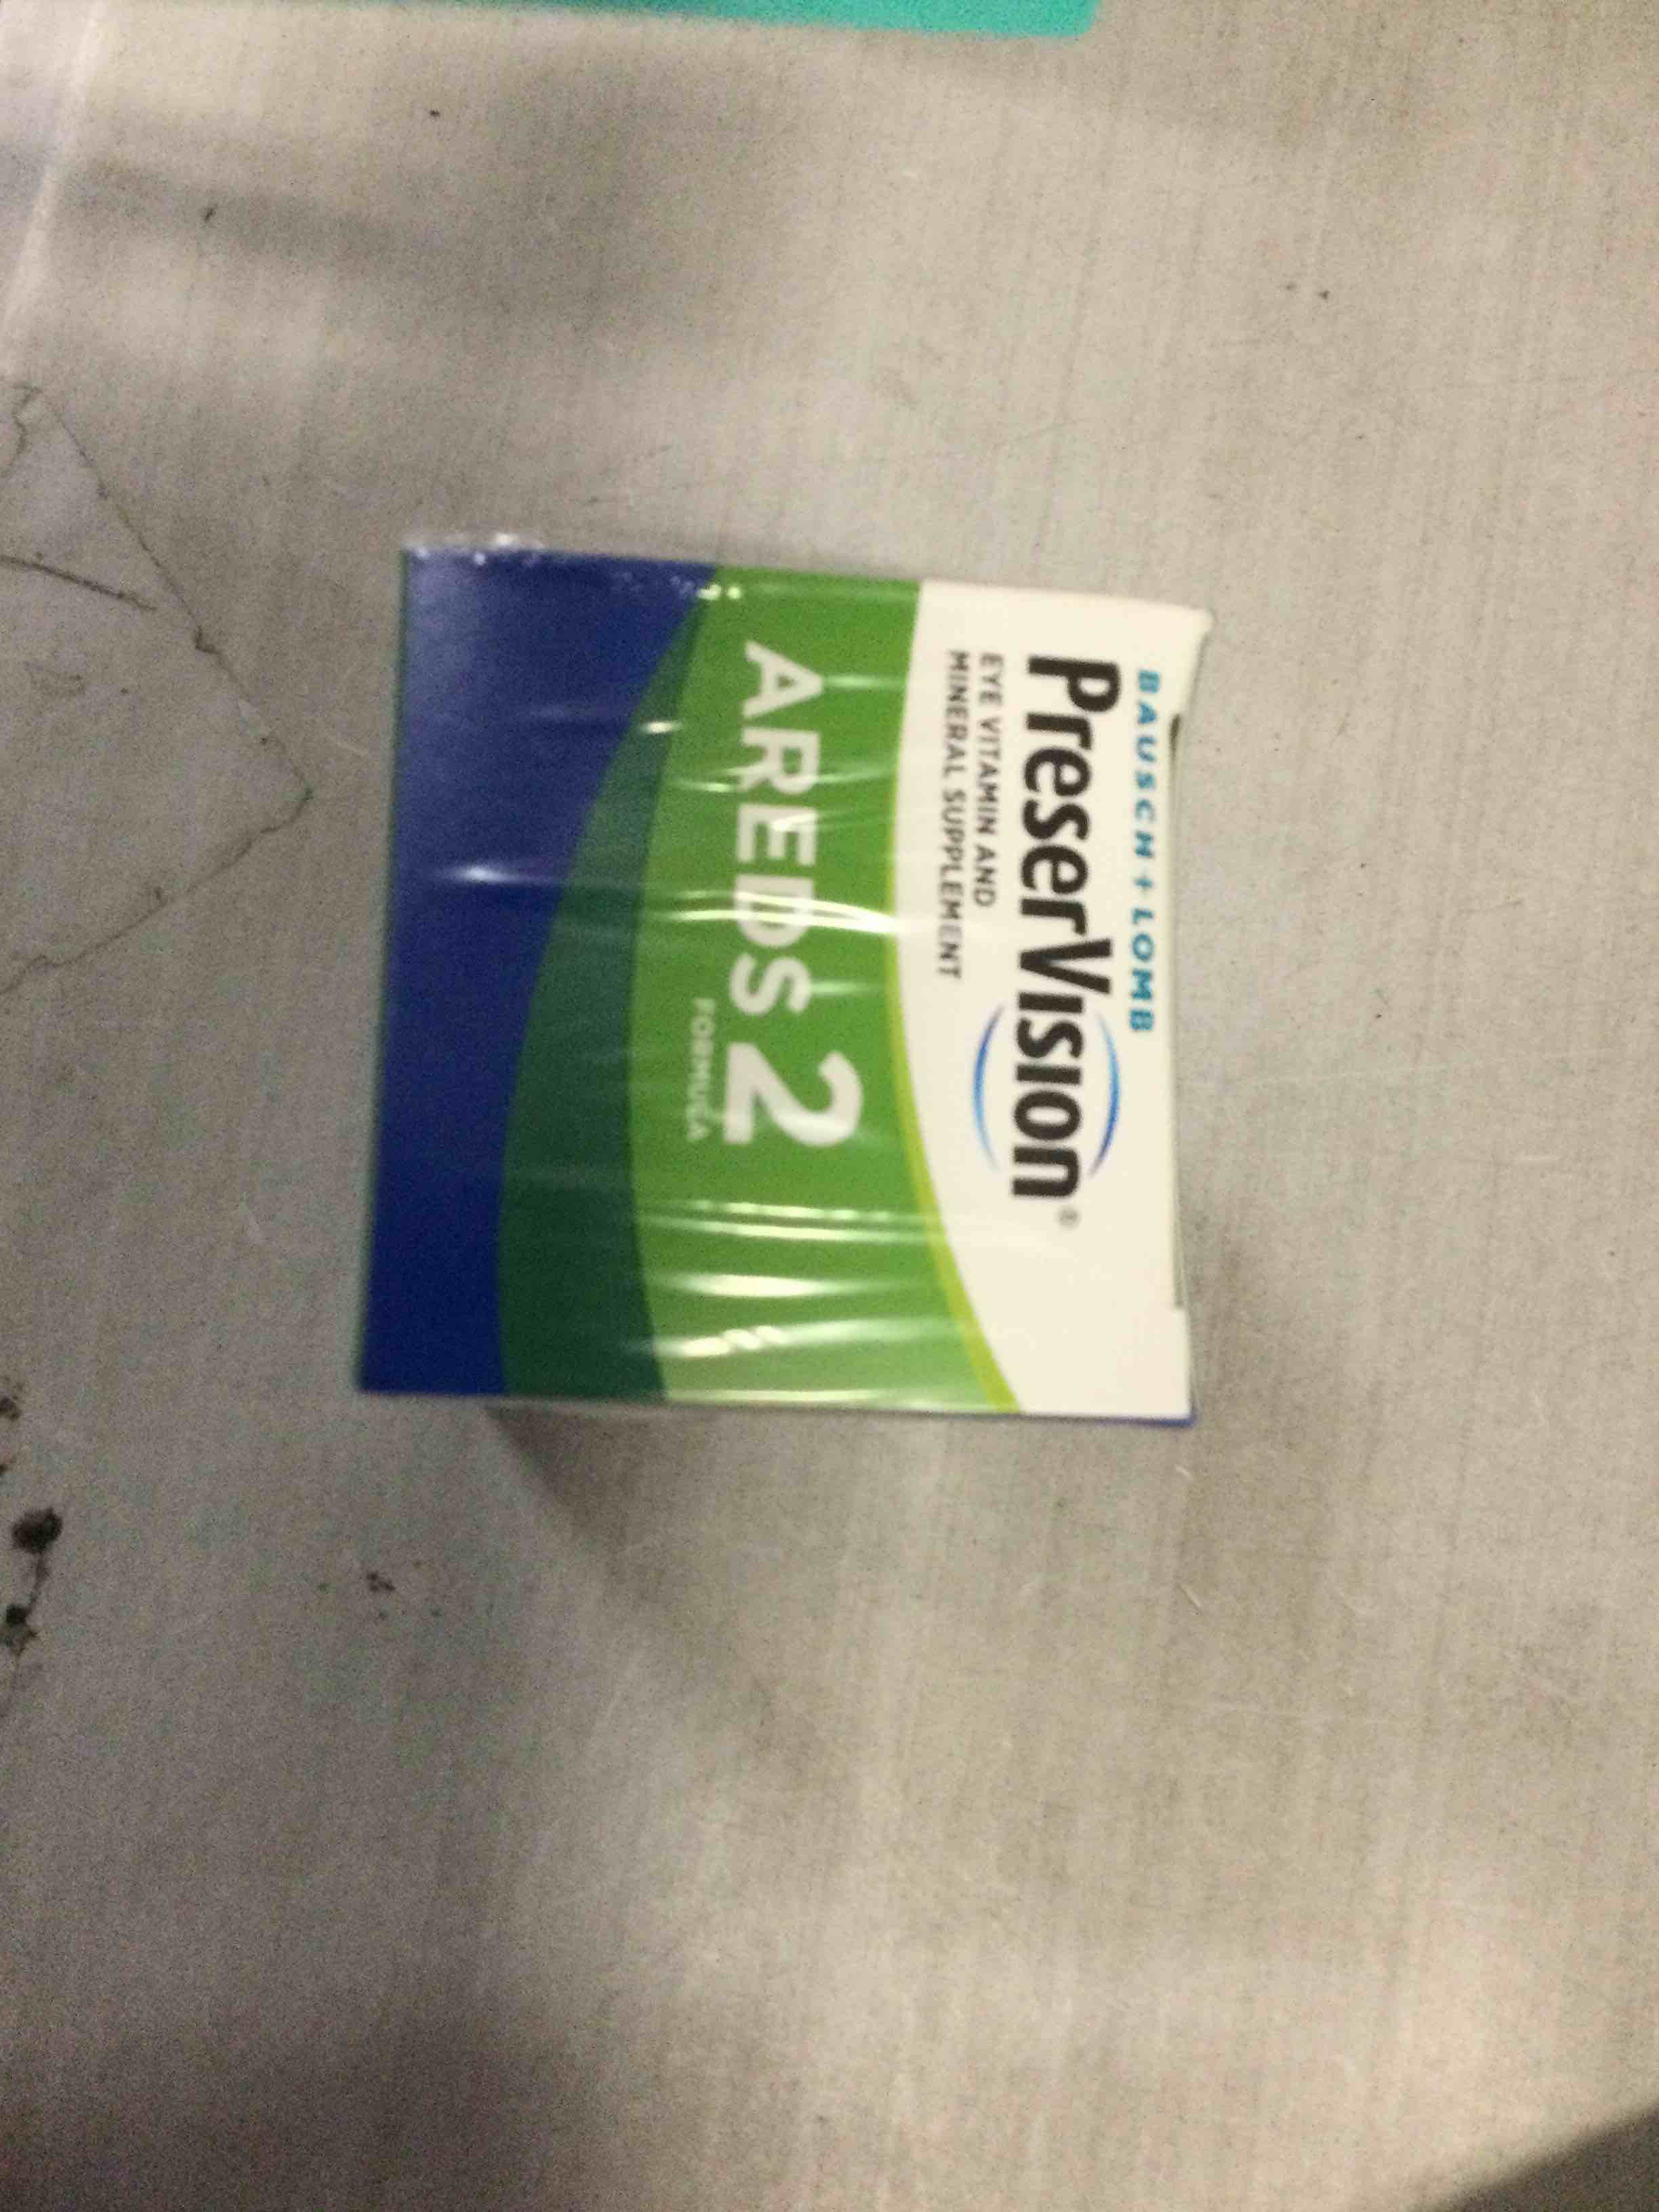 BAUSCH + LOMB
PreserVision®
EYE VITAMIN AND
MINERAL SUPPLEMENT
AREDS 2
FORMULA